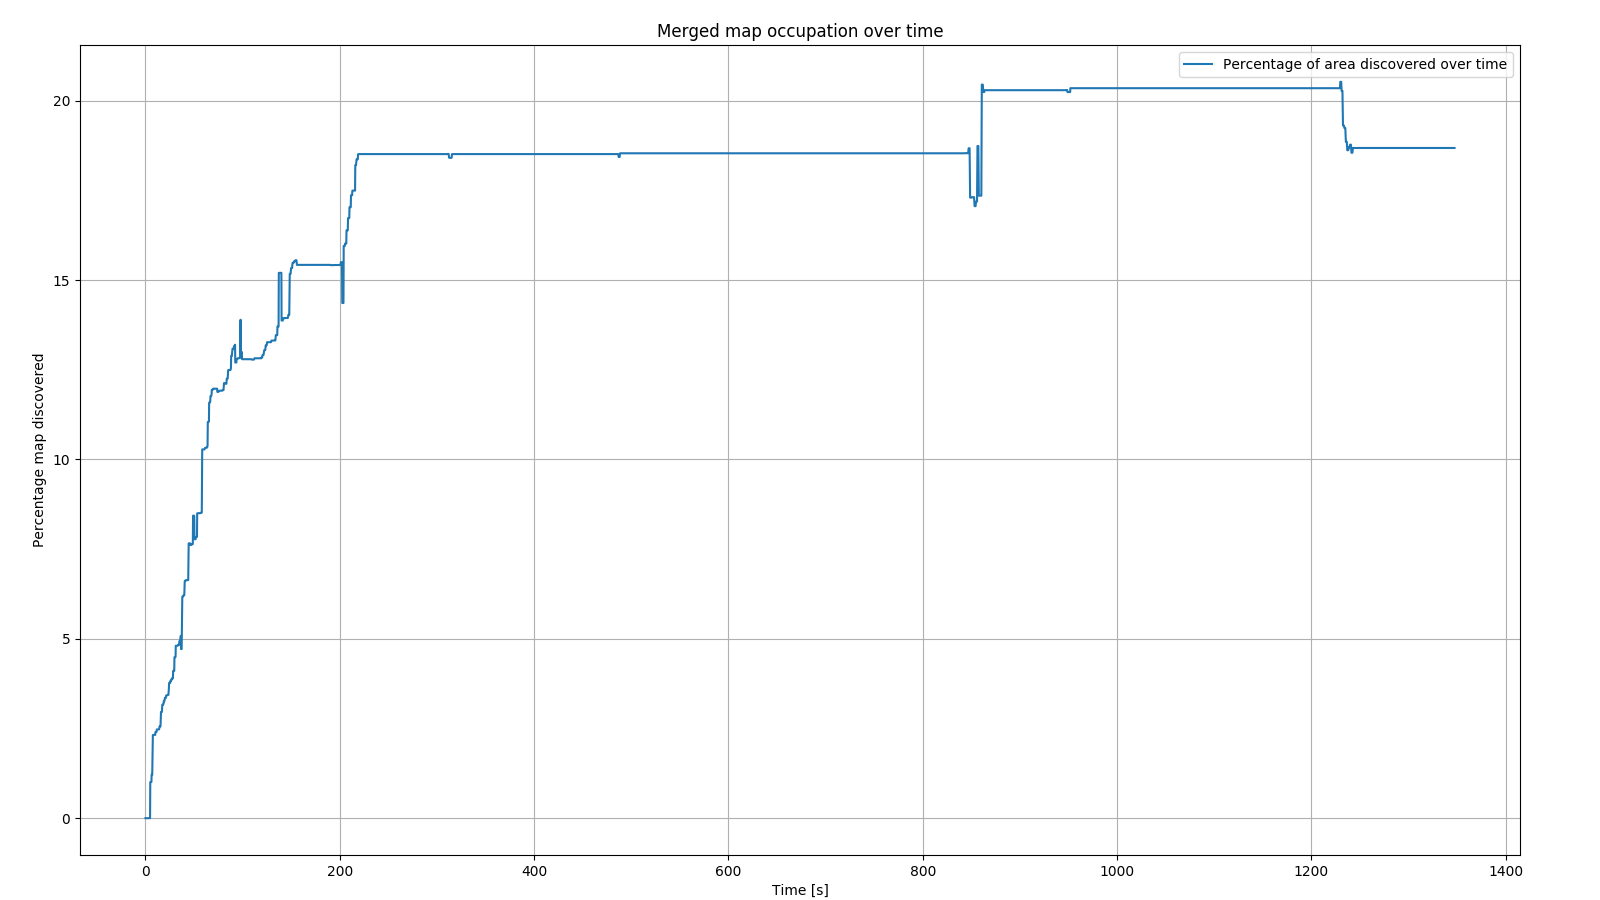 Merged map occupation over time
Percentage of area discovered over time
Percentage map discovered
20
15
10
5
0
0 200 400 600 800 1000 1200 1400
Time [s]